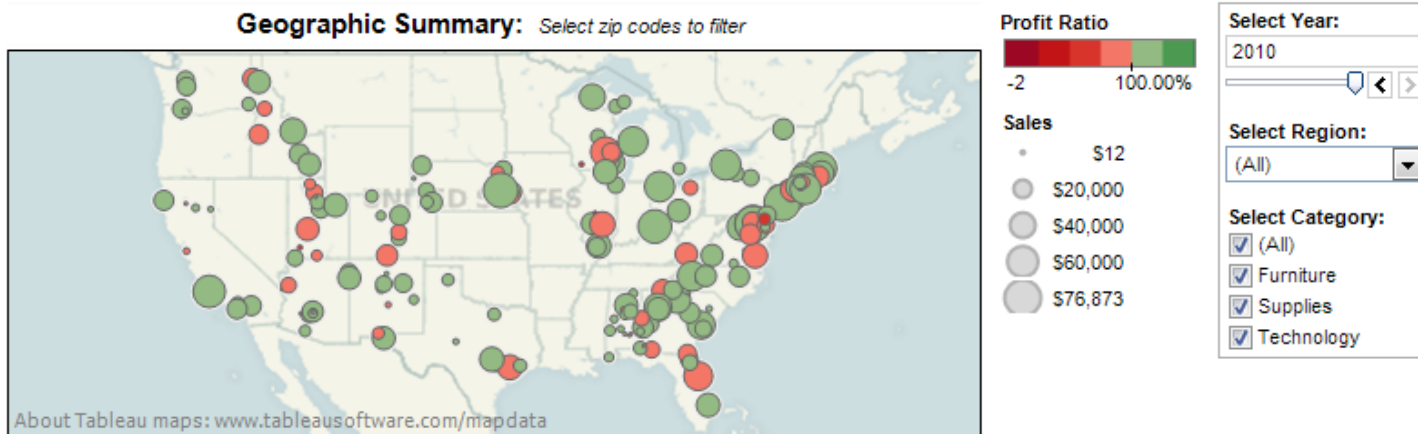 Geographic Summary: Select zip codes to filter
UNITED STATES
About Tableau maps: www.tableausoftware.com/mapdata
Profit Ratio
-2 100.00%
Sales
$12
$20,000
$40,000
$60,000
$76,873
Select Year:
2010
Select Region:
(All)
Select Category:
(All)
Furniture
Supplies
Technology